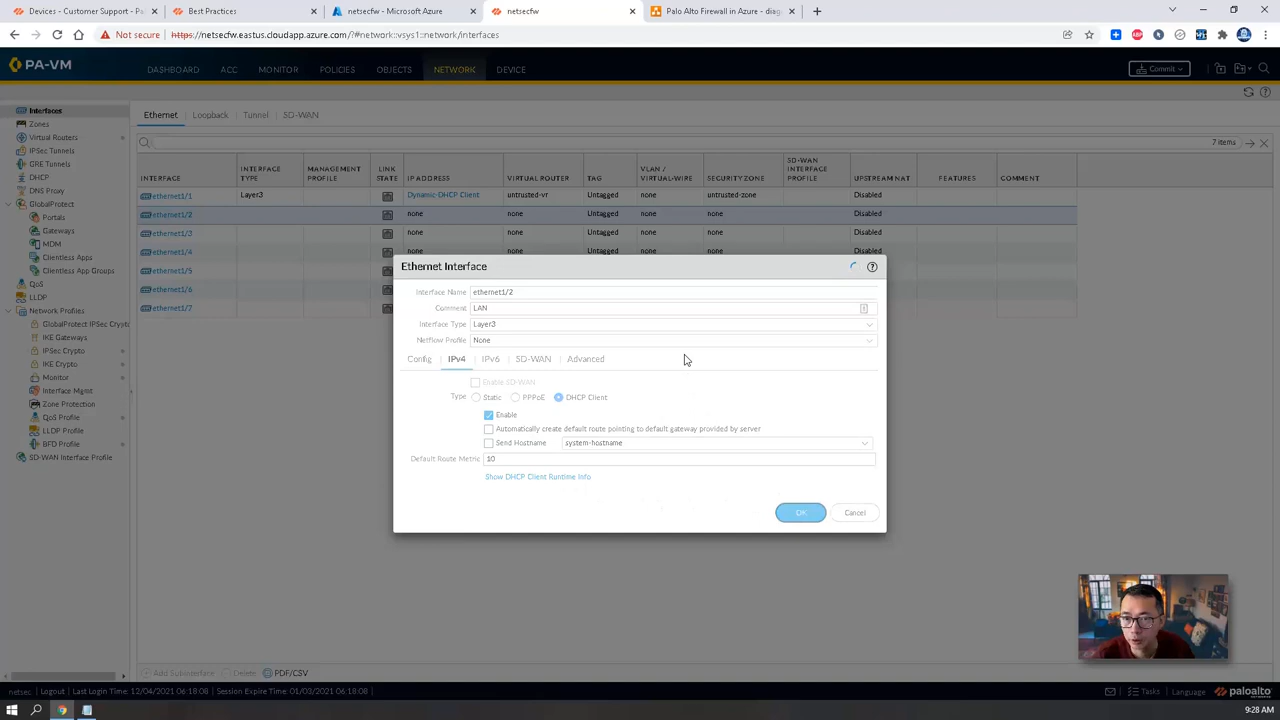 Devices - Customer Support - Pa
Best Practices
netsecfw - Microsoft Azure
netsecfw
Palo Alto Firewall in Azure - diag
Not secure
https://netsecfw.eastus.cloudapp.azure.com/?#network::vsys1::network/interfaces
PA-VM
DASHBOARD
ACC
MONITOR
POLICIES
OBJECTS
NETWORK
DEVICE
Commit
Interfaces
Zones
Virtual Routers
IPSec Tunnels
GRE Tunnels
DHCP
DNS Proxy
GlobalProtect
Portals
Gateways
MDM
Clientless Apps
Clientless App Groups
QoS
LLDP
Network Profiles
GlobalProtect IPSec Crypto
IKE Gateways
IPSec Crypto
IKE Crypto
Monitor
Interface Mgmt
Zone Protection
QoS Profile
LLDP Profile
BFD Profile
SD-WAN Interface Profile
Ethernet
Loopback
Tunnel
SD-WAN
7 items
INTERFACE
INTERFACE TYPE
MANAGEMENT PROFILE
LINK STATE
IP ADDRESS
VIRTUAL ROUTER
TAG
VLAN / VIRTUAL-WIRE
SECURITY ZONE
SD-WAN INTERFACE PROFILE
UPSTREAM NAT
FEATURES
COMMENT
ethernet1/1 Layer3 Dynamic-DHCP Client untrusted-vr Untagged none untrusted-zone Disabled
ethernet1/2 none none Untagged none none Disabled
ethernet1/3 none none Untagged none none Disabled
ethernet1/4 none none Untagged none none Disabled
ethernet1/5
ethernet1/6
ethernet1/7
Ethernet Interface
Interface Name ethernet1/2
Comment LAN
Interface Type Layer3
Netflow Profile None
Config IPv4 IPv6 SD-WAN Advanced
Enable SD-WAN
Type Static PPPoE DHCP Client
Enable
Automatically create default route pointing to default gateway provided by server
Send Hostname system-hostname
Default Route Metric 10
Show DHCP Client Runtime Info
OK Cancel
Add Subinterface Delete PDF/CSV
netsec Logout Last Login Time: 12/04/2021 06:18:08 Session Expire Time: 01/03/2021 06:18:08
Tasks Language paloalto NETWORKS
9:28 AM